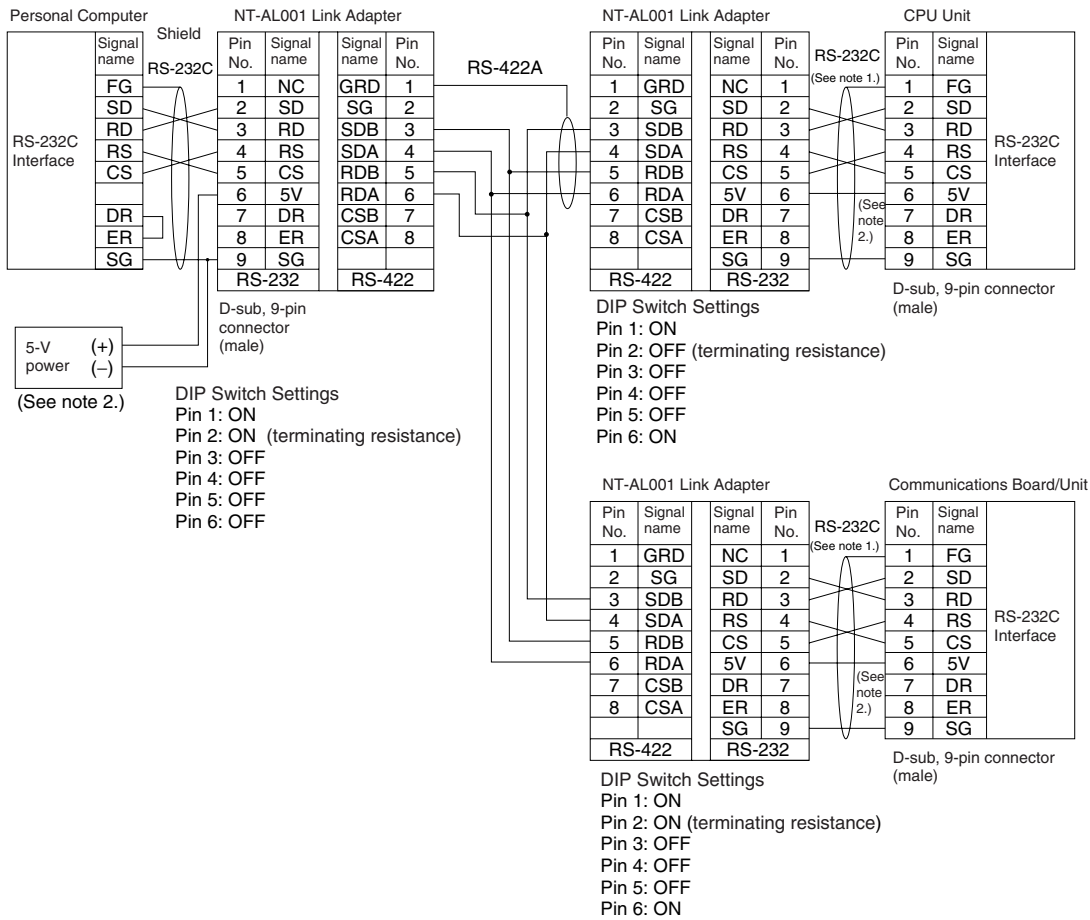 Personal Computer
Shield
RS-232C
RS-232C
Interface
Signal
name
FG
SD
RD
RS
CS
DR
ER
SG
NT-AL001 Link Adapter
Pin
No.
Signal
name
Signal
name
Pin
No.
1 NC GRD 1
2 SD SG 2
3 RD SDB 3
4 RS SDA 4
5 CS RDB 5
6 5V RDA 6
7 DR CSB 7
8 ER CSA 8
9 SG
RS-232 RS-422
D-sub, 9-pin
connector
(male)
5-V
power
(+)
(–)
(See note 2.)
DIP Switch Settings
Pin 1: ON
Pin 2: ON (terminating resistance)
Pin 3: OFF
Pin 4: OFF
Pin 5: OFF
Pin 6: OFF
RS-422A
NT-AL001 Link Adapter
Pin
No.
Signal
name
Signal
name
Pin
No.
1 GRD NC 1
2 SG SD 2
3 SDB RD 3
4 SDA RS 4
5 RDB CS 5
6 RDA 5V 6
7 CSB DR 7
8 CSA ER 8
SG 9
RS-422 RS-232
RS-232C
(See note 1.)
(See
note
2.)
CPU Unit
Pin
No.
Signal
name
1 FG
2 SD
3 RD
4 RS
5 CS
6 5V
7 DR
8 ER
9 SG
RS-232C
Interface
D-sub, 9-pin connector
(male)
DIP Switch Settings
Pin 1: ON
Pin 2: OFF (terminating resistance)
Pin 3: OFF
Pin 4: OFF
Pin 5: OFF
Pin 6: ON
NT-AL001 Link Adapter
Pin
No.
Signal
name
Signal
name
Pin
No.
1 GRD NC 1
2 SG SD 2
3 SDB RD 3
4 SDA RS 4
5 RDB CS 5
6 RDA 5V 6
7 CSB DR 7
8 CSA ER 8
SG 9
RS-422 RS-232
RS-232C
(See note 1.)
(See
note
2.)
Communications Board/Unit
Pin
No.
Signal
name
1 FG
2 SD
3 RD
4 RS
5 CS
6 5V
7 DR
8 ER
9 SG
RS-232C
Interface
D-sub, 9-pin connector
(male)
DIP Switch Settings
Pin 1: ON
Pin 2: ON (terminating resistance)
Pin 3: OFF
Pin 4: OFF
Pin 5: OFF
Pin 6: ON